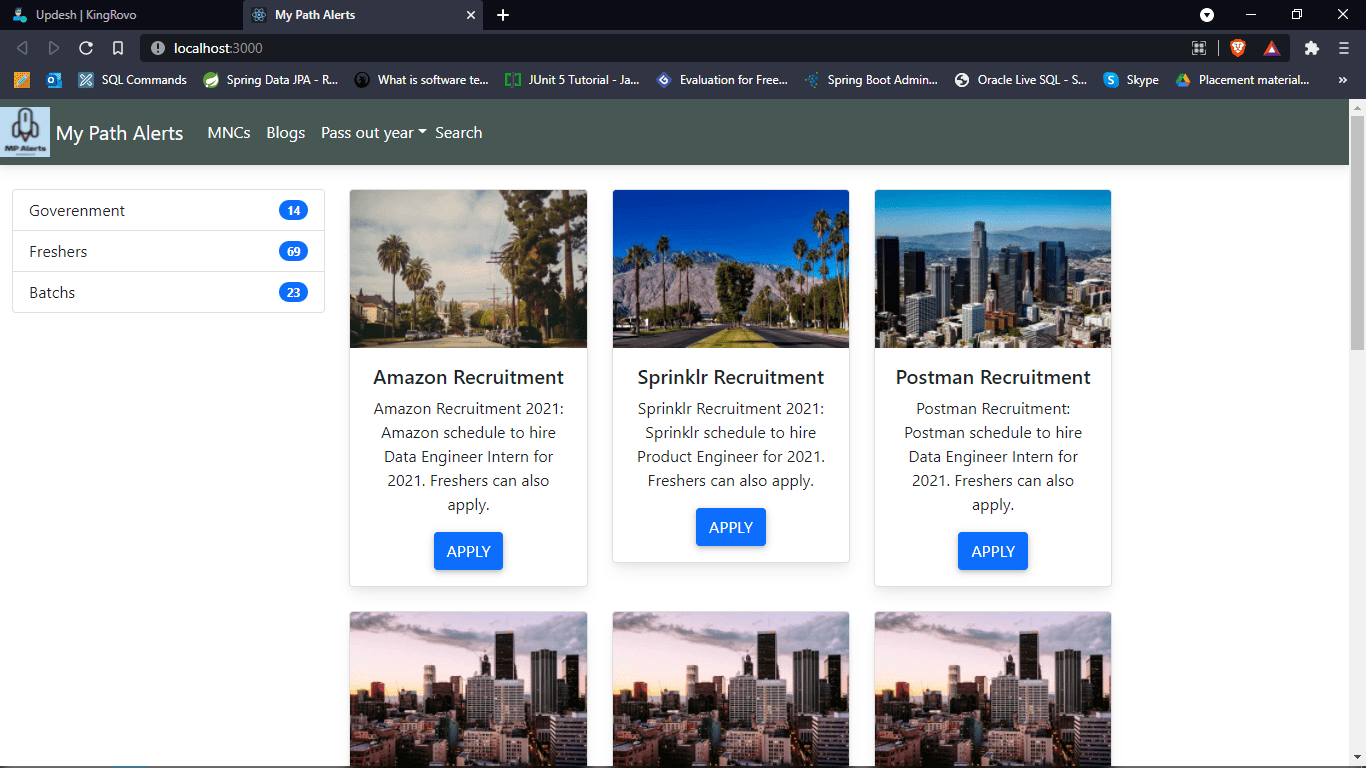 Updesh | KingRovo
My Path Alerts
localhost:3000
SQL Commands
Spring Data JPA - R...
What is software te...
JUnit 5 Tutorial - Ja...
Evaluation for Free...
Spring Boot Admin...
Oracle Live SQL - S...
Skype
Placement material...
»
MP Alerts
My Path Alerts
MNCs
Blogs
Pass out year
Search
Goverenment 14
Freshers 69
Batchs 23
Amazon Recruitment
Amazon Recruitment 2021:
Amazon schedule to hire
Data Engineer Intern for
2021. Freshers can also
apply.
APPLY
Sprinklr Recruitment
Sprinklr Recruitment 2021:
Sprinklr schedule to hire
Product Engineer for 2021.
Freshers can also apply.
APPLY
Postman Recruitment
Postman Recruitment:
Postman schedule to hire
Data Engineer Intern for
2021. Freshers can also
apply.
APPLY